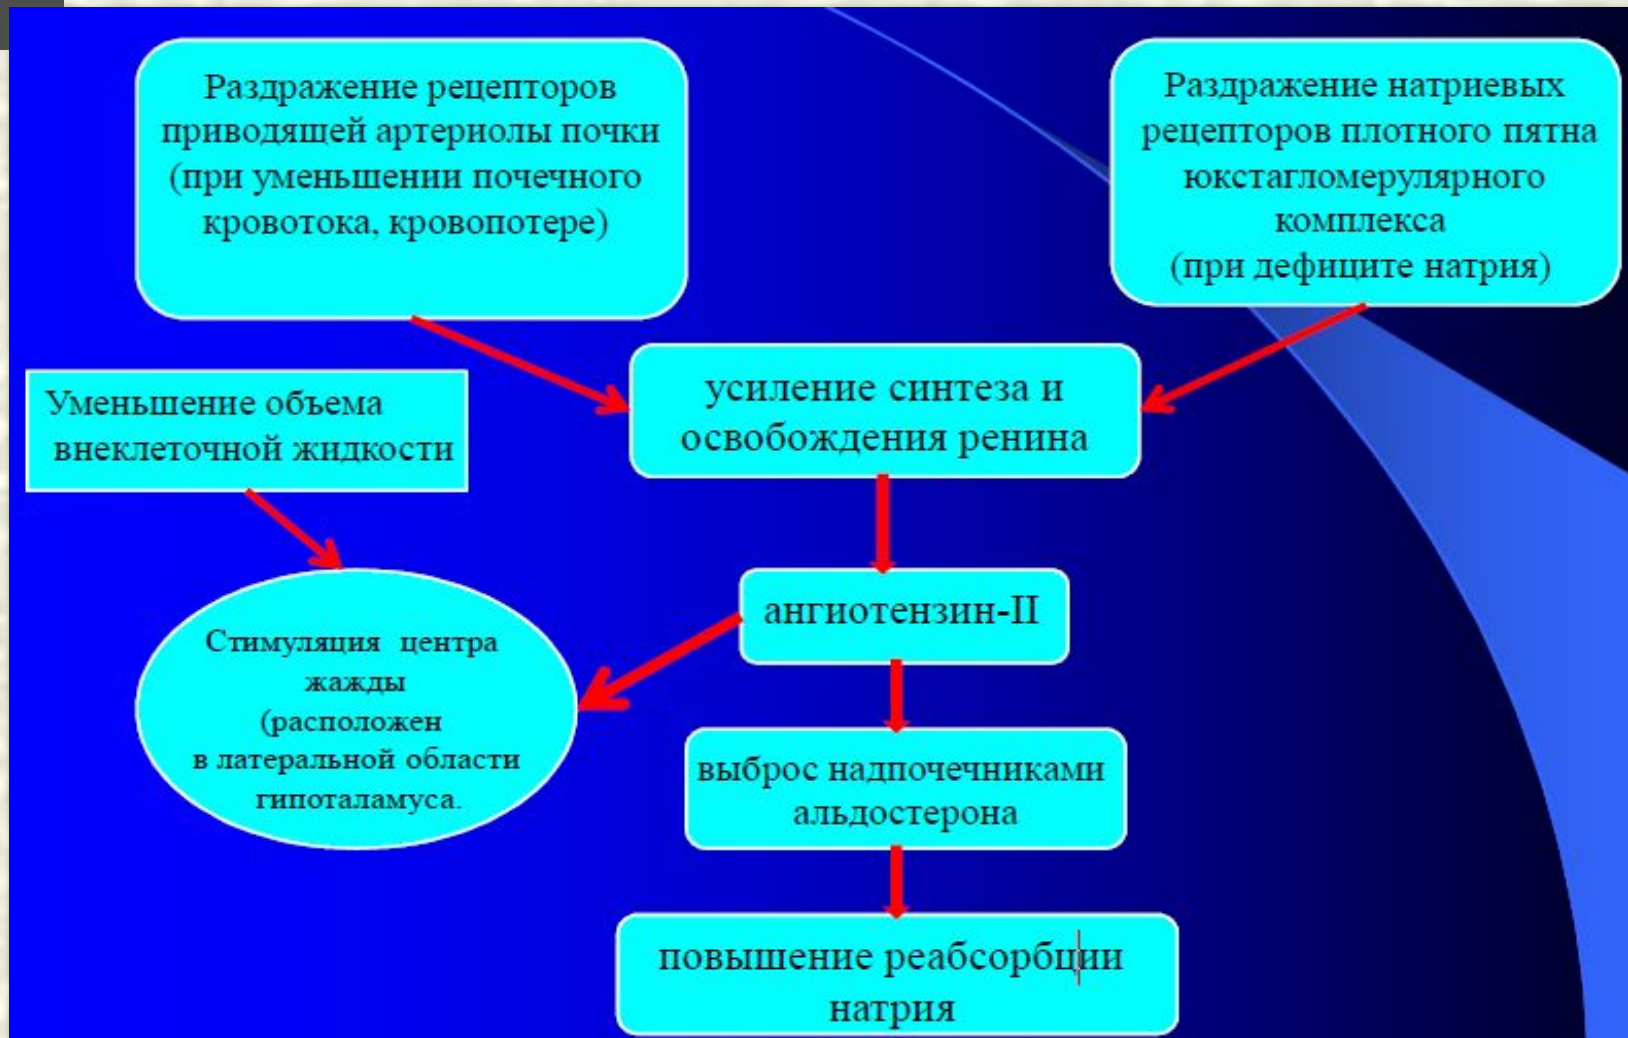 Раздражение рецепторов
приводящей артериолы почки
(при уменьшении почечного
кровотока, кровопотере)
Раздражение натриевых
рецепторов плотного пятна
юкстагломерулярного
комплекса
(при дефиците натрия)
усиление синтеза и
освобождения ренина
Уменьшение объема
внеклеточной жидкости
ангиотензин-II
Стимуляция центра
жажды
(расположен
в латеральной области
гипоталамуса.
выброс надпочечниками
альдостерона
повышение реабсорбции
натрия